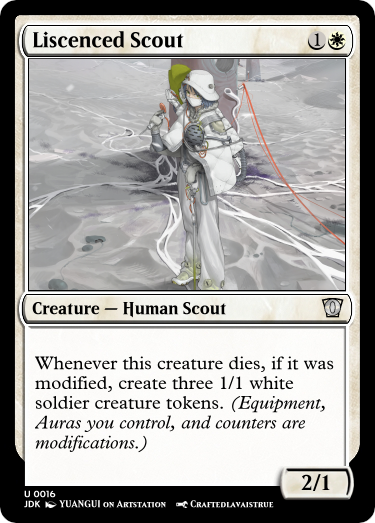 Liscenced Scout 1
Creature — Human Scout
Whenever this creature dies, if it was
modified, create three 1/1 white
soldier creature tokens. (Equipment,
Auras you control, and counters are
modifications.)
2/1
U 0016
JDK YUANGUI on Artstation Craftedlavaistrue